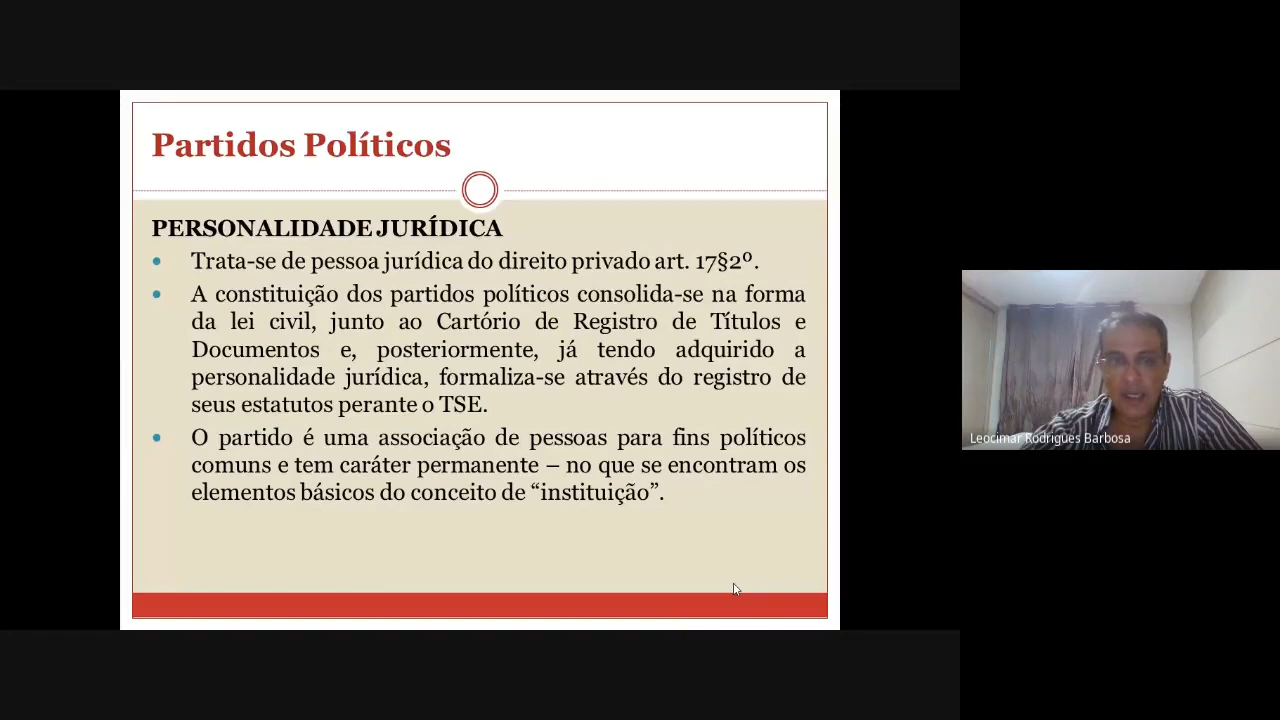 Partidos Políticos
PERSONALIDADE JURÍDICA
Trata-se de pessoa jurídica do direito privado art. 17§2º.
A constituição dos partidos políticos consolida-se na forma
da lei civil, junto ao Cartório de Registro de Títulos e
Documentos e, posteriormente, já tendo adquirido a
personalidade jurídica, formaliza-se através do registro de
seus estatutos perante o TSE.
O partido é uma associação de pessoas para fins políticos
comuns e tem caráter permanente – no que se encontram os
elementos básicos do conceito de “instituição”.
Leocimar Rodrigues Barbosa